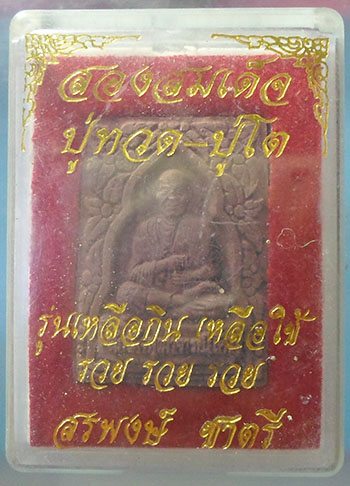 สองสมเด็จ
ปู่ทวด-ปู่โต
รุ่นเหลือกิน เหลือใช้
รวย รวย รวย
สรพงษ์ ชาตรี